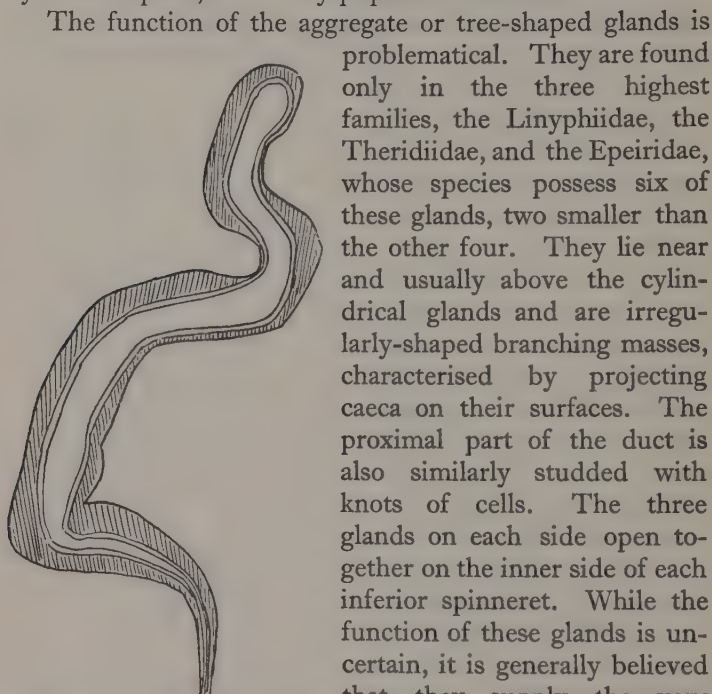 The function of the aggregate or tree-shaped glands is
problematical. They are found
only in the three highest
families, the Linyphiidae, the
Theridiidae, and the Epeiridae,
whose species possess six of
these glands, two smaller than
the other four. They lie near
and usually above the cylin-
drical glands and are irregu-
larly-shaped branching masses,
characterised by projecting
caeca on their surfaces. The
proximal part of the duct is
also similarly studded with
knots of cells. The three
glands on each side open to-
gether on the inner side of each
inferior spinneret. While the
function of these glands is un-
certain, it is generally believed
that they supply the